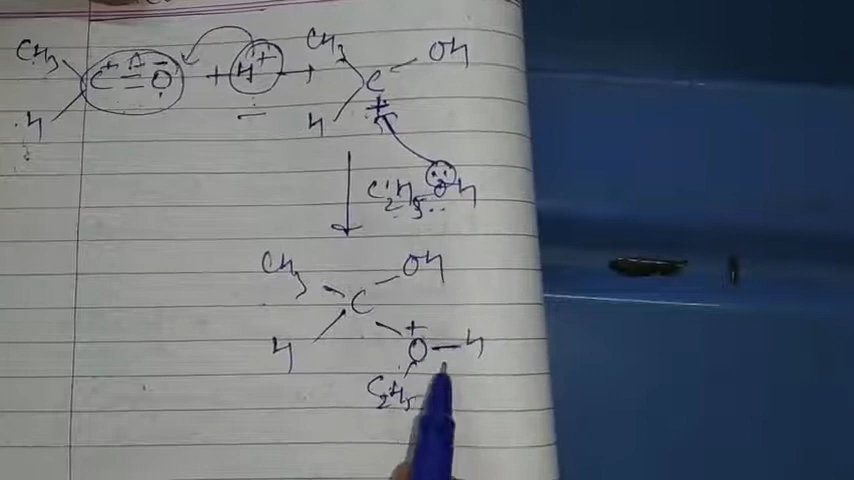 CH3 CH3 OH
C+ = O− + H+ → C
H H +
C2H5OH
CH3 OH
C
H +O — H
C2H5